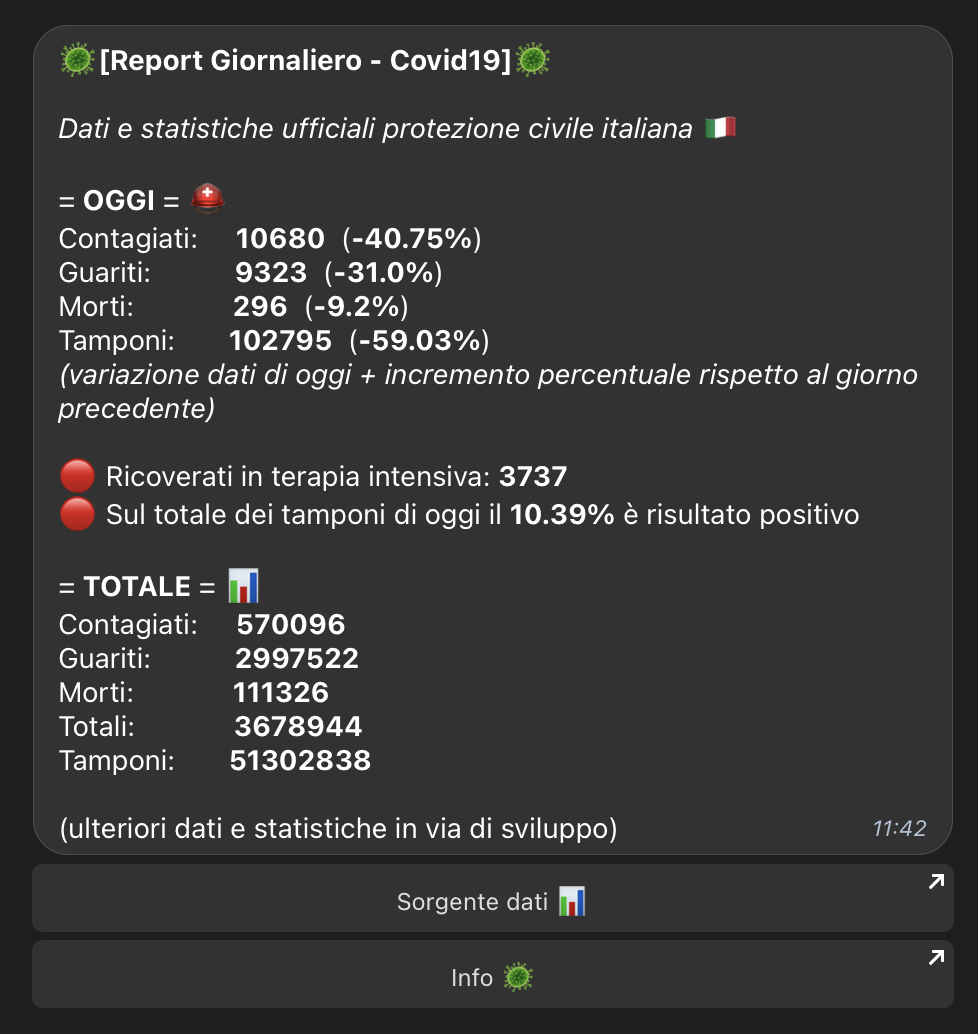 🦠[Report Giornaliero - Covid19]🦠
Dati e statistiche ufficiali protezione civile italiana 🇮🇹
= OGGI = ⛑
Contagiati: 10680 (-40.75%)
Guariti: 9323 (-31.0%)
Morti: 296 (-9.2%)
Tamponi: 102795 (-59.03%)
(variazione dati di oggi + incremento percentuale rispetto al giorno
precedente)
🔴 Ricoverati in terapia intensiva: 3737
🔴 Sul totale dei tamponi di oggi il 10.39% è risultato positivo
= TOTALE = 📊
Contagiati: 570096
Guariti: 2997522
Morti: 111326
Totali: 3678944
Tamponi: 51302838
(ulteriori dati e statistiche in via di sviluppo) 11:42
Sorgente dati 📊
Info 🦠